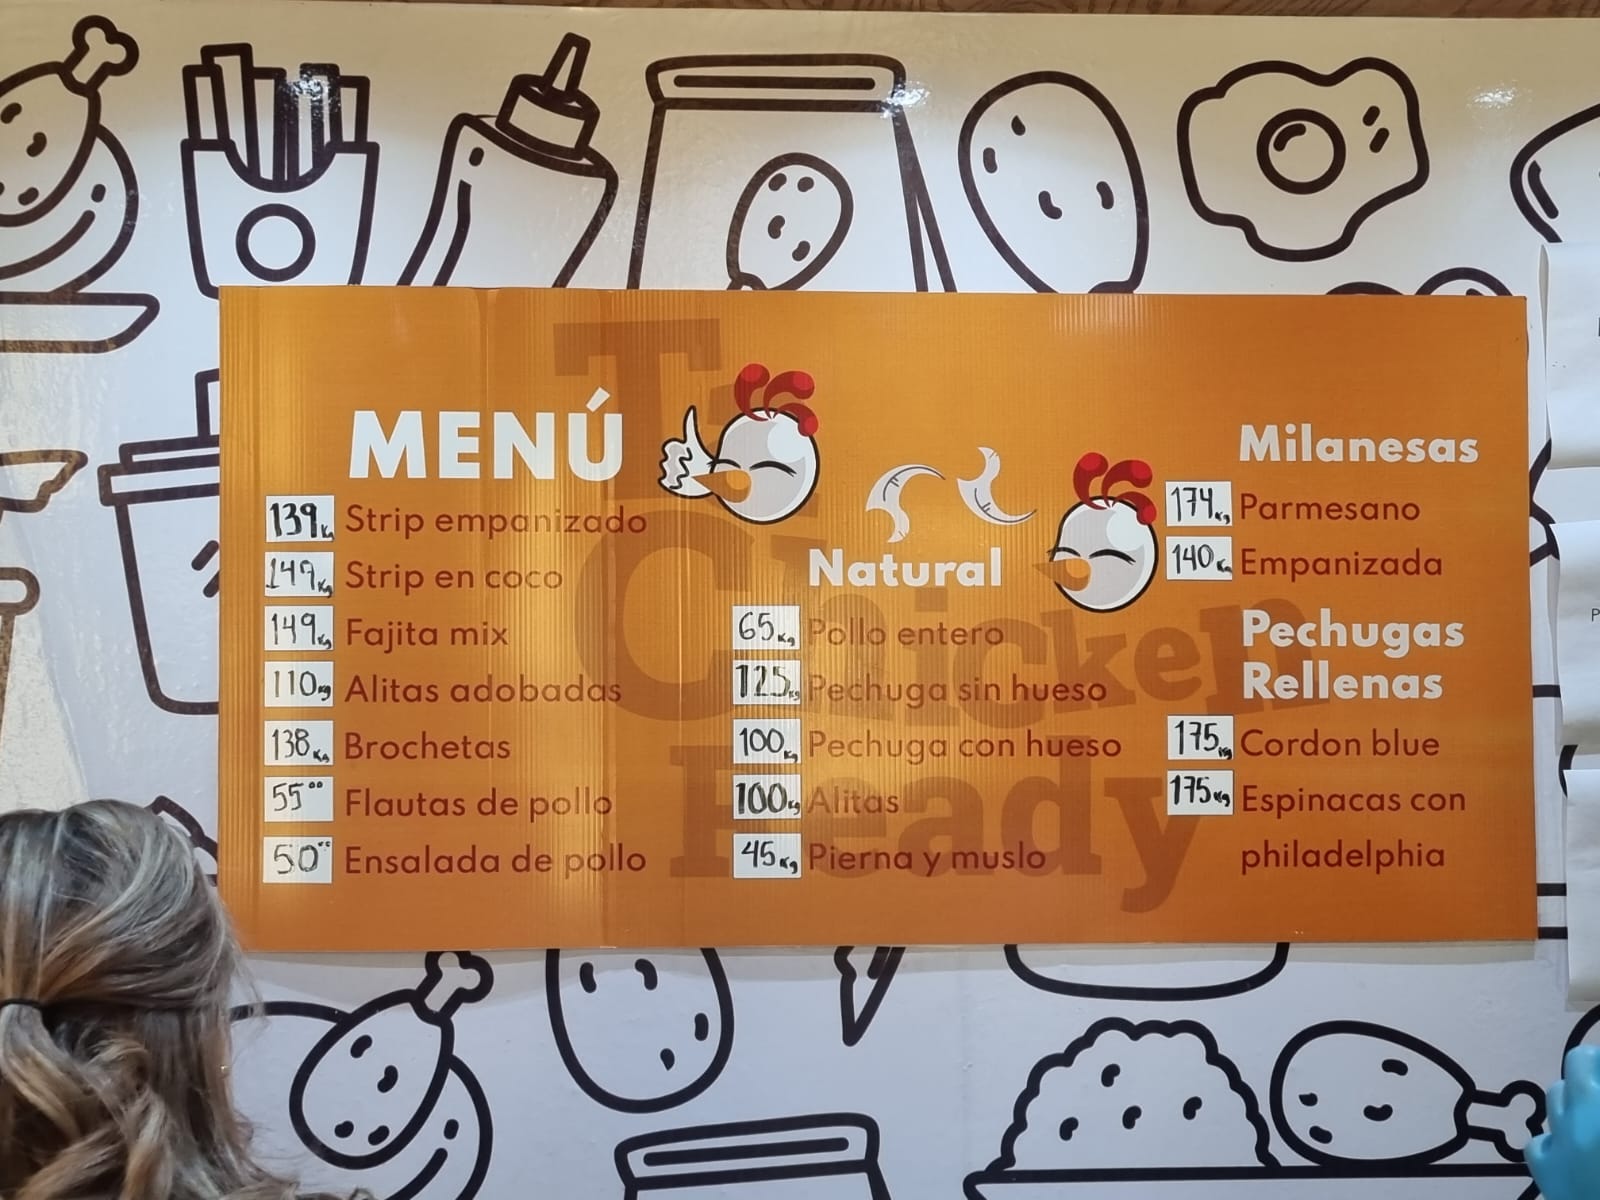 The
Chicken
Ready
MENÚ
139Kg Strip empanizado
149Kg Strip en coco
149Kg Fajita mix
110Kg Alitas adobadas
138Kg Brochetas
55°° Flautas de pollo
50°° Ensalada de pollo
Natural
65Kg Pollo entero
125Kg Pechuga sin hueso
100Kg Pechuga con hueso
100Kg Alitas
45Kg Pierna y muslo
Milanesas
174Kg Parmesano
140Kg Empanizada
Pechugas
Rellenas
175Kg Cordon blue
175Kg Espinacas con
philadelphia